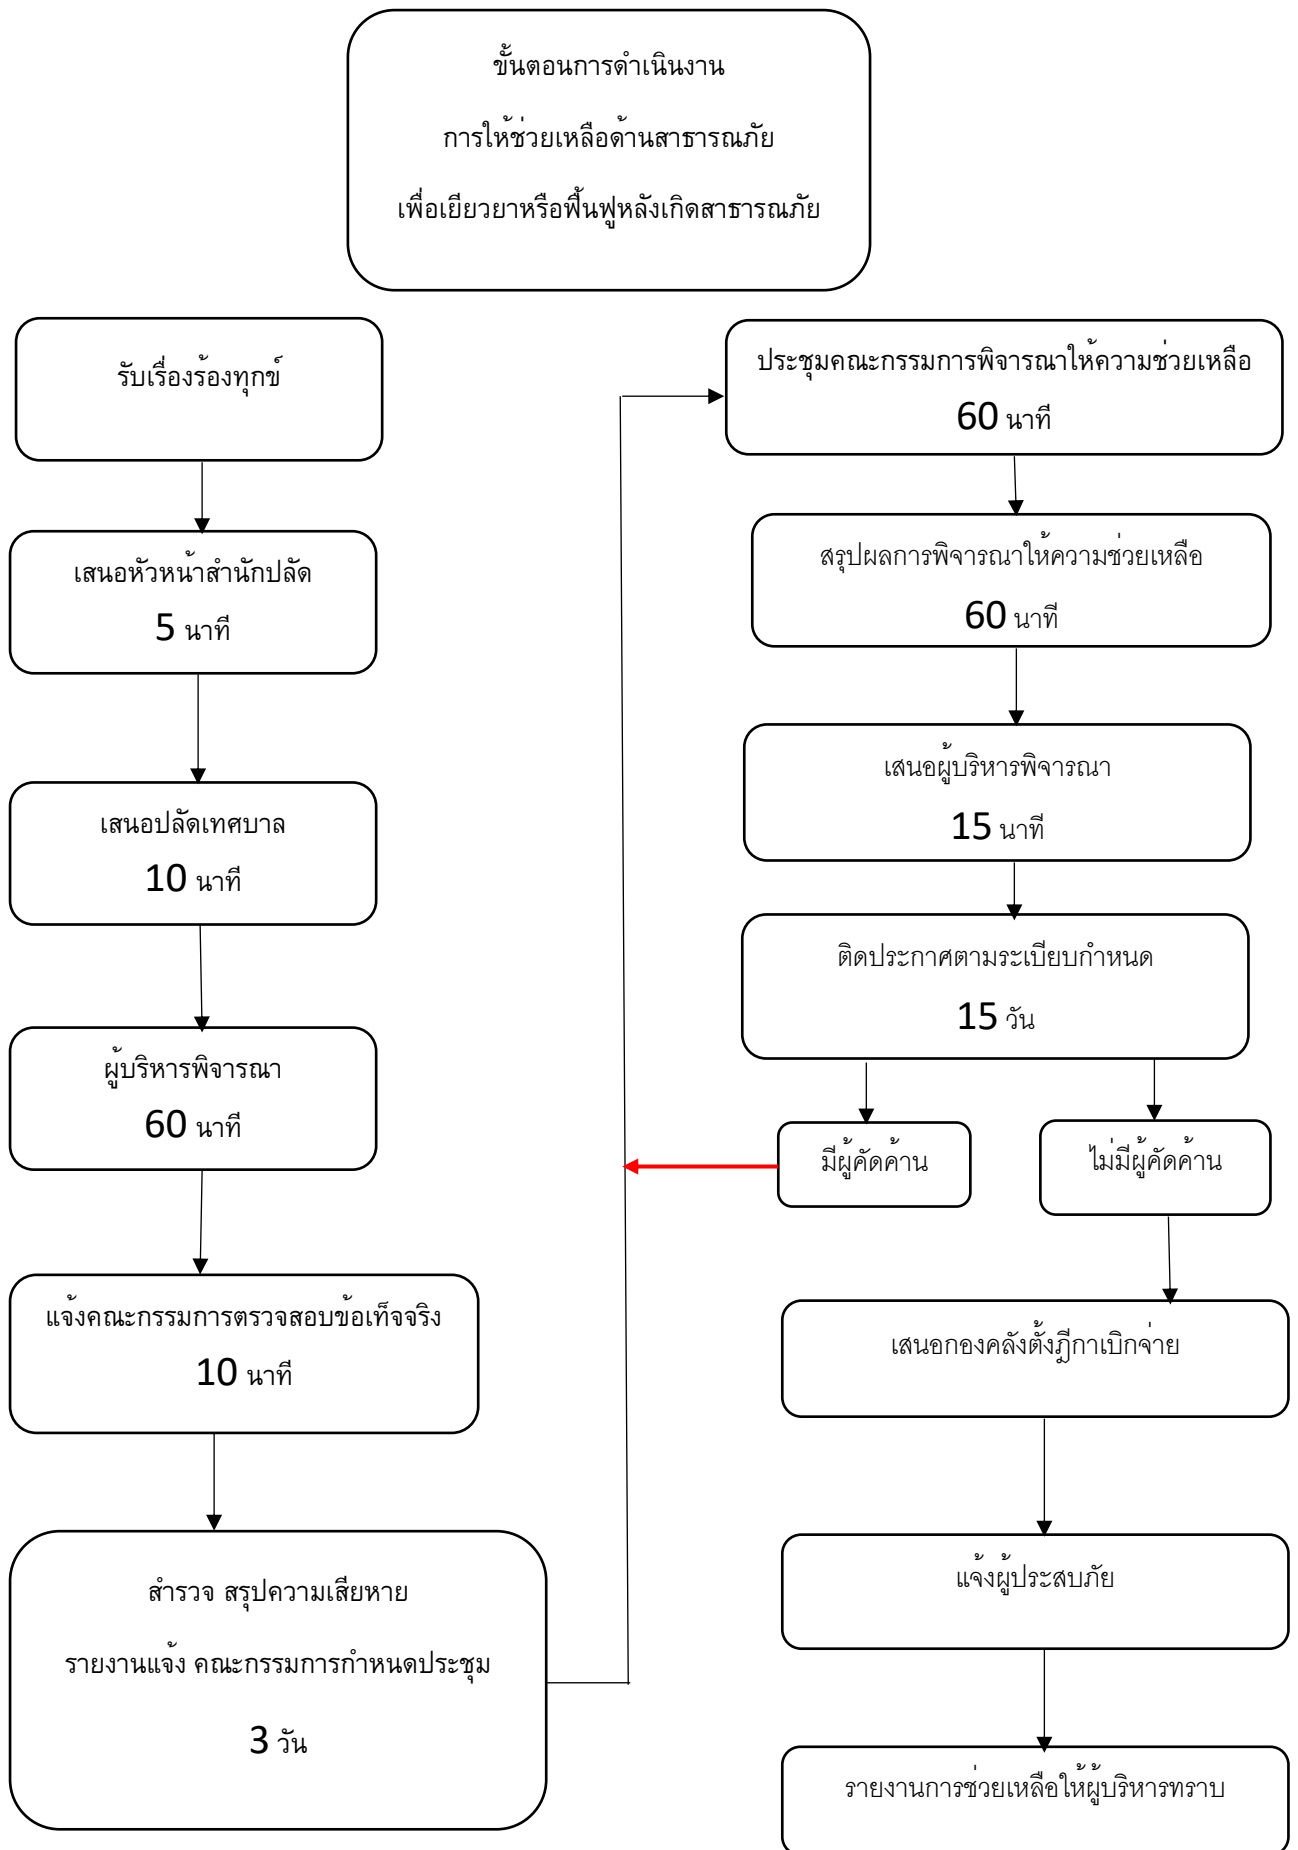 ขั้นตอนการดำเนินงาน
การให้ช่วยเหลือด้านสาธารณภัย
เพื่อเยียวยาหรือฟื้นฟูหลังเกิดสาธารณภัย
รับเรื่องร้องทุกข์
เสนอหัวหน้าสำนักปลัด
5 นาที
เสนอปลัดเทศบาล
10 นาที
ผู้บริหารพิจารณา
60 นาที
แจ้งคณะกรรมการตรวจสอบข้อเท็จจริง
10 นาที
สำรวจ สรุปความเสียหาย
รายงานแจ้ง คณะกรรมการกำหนดประชุม
3 วัน
ประชุมคณะกรรมการพิจารณาให้ความช่วยเหลือ
60 นาที
สรุปผลการพิจารณาให้ความช่วยเหลือ
60 นาที
เสนอผู้บริหารพิจารณา
15 นาที
ติดประกาศตามระเบียบกำหนด
15 วัน
มีผู้คัดค้าน
ไม่มีผู้คัดค้าน
เสนอกองคลังตั้งฎีกาเบิกจ่าย
แจ้งผู้ประสบภัย
รายงานการช่วยเหลือให้ผู้บริหารทราบ